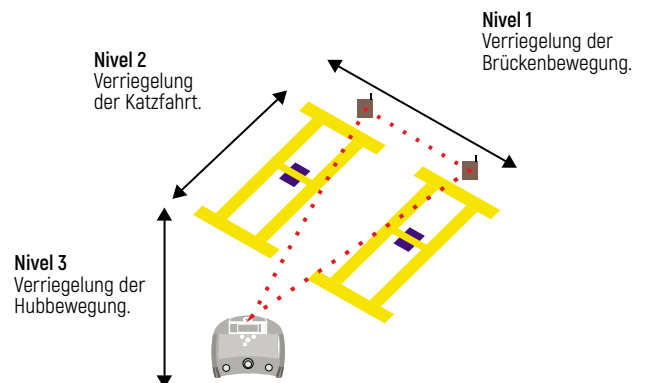 Nivel 1
Verriegelung der
Brückenbewegung.
Nivel 2
Verriegelung
der Katzfahrt.
Nivel 3
Verriegelung der
Hubbewegung.